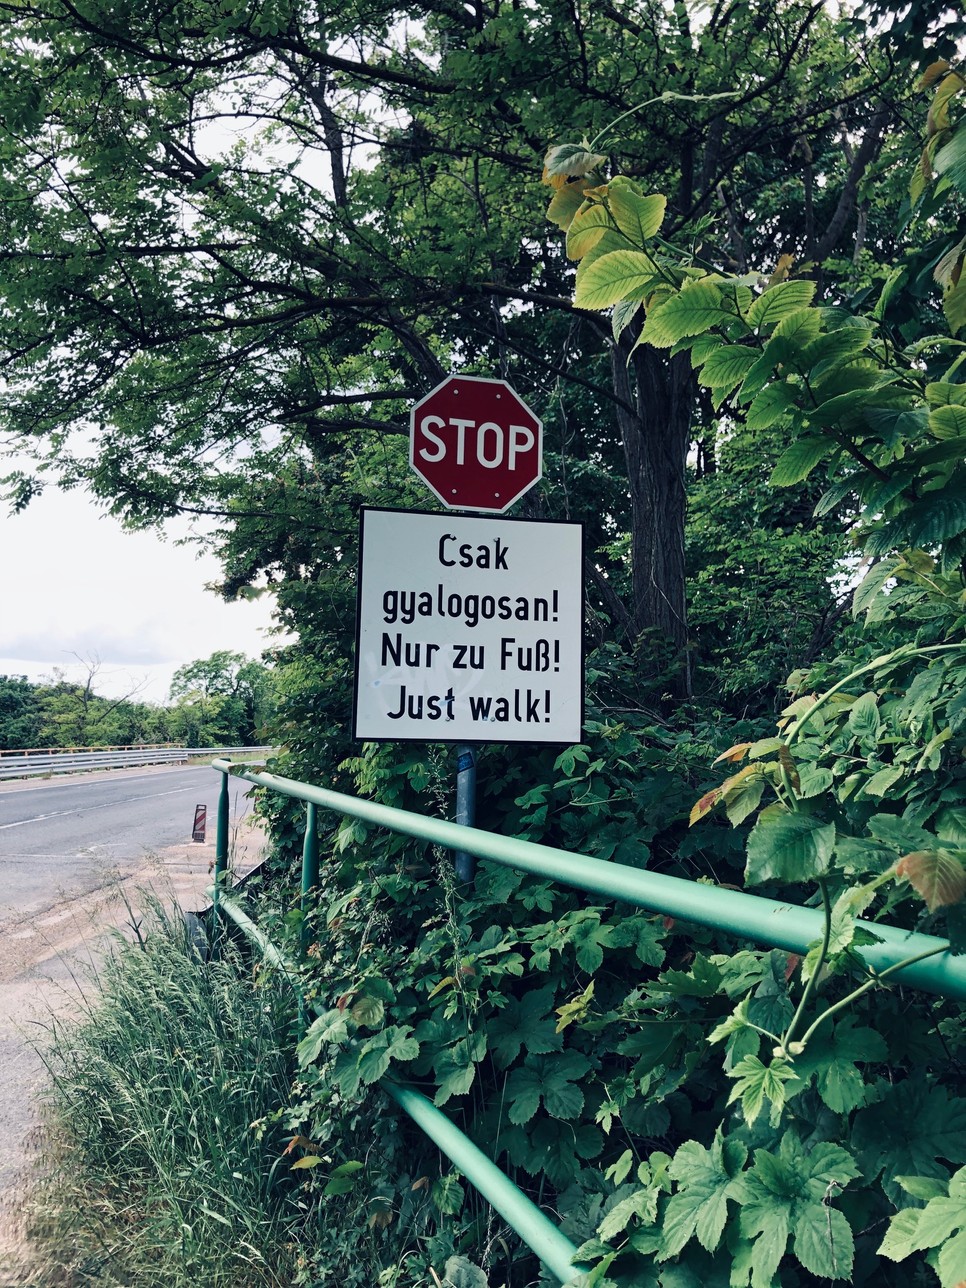 STOP
Csak
gyalogosan!
Nur zu Fuß!
Just walk!